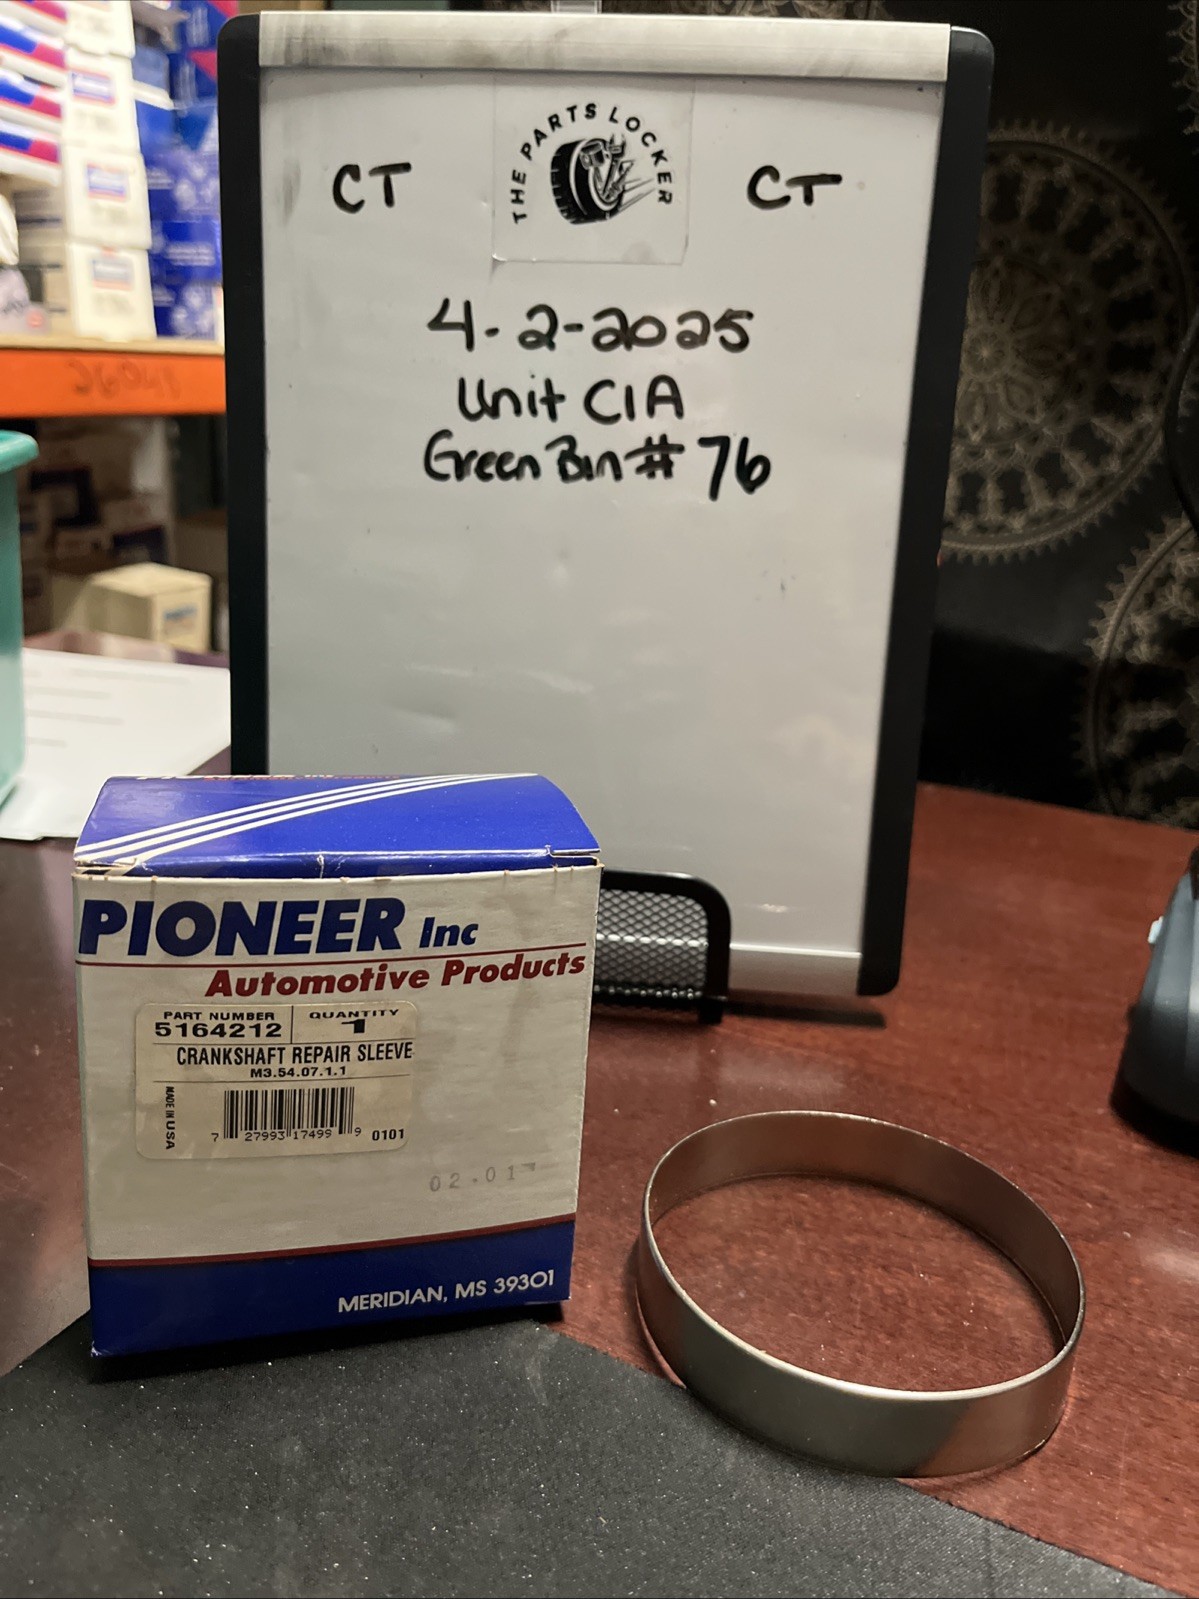 THE PARTS LOCKER
CT CT
4-2-2025
Unit C1A
Green Bin # 76
26041
PIONEER Inc
Automotive Products
PART NUMBER QUANTITY
5164212 1
CRANKSHAFT REPAIR SLEEVE
M3.54.07.1.1
MADE IN USA
7 27993 17499 9 0101
02.01
MERIDIAN, MS 39301